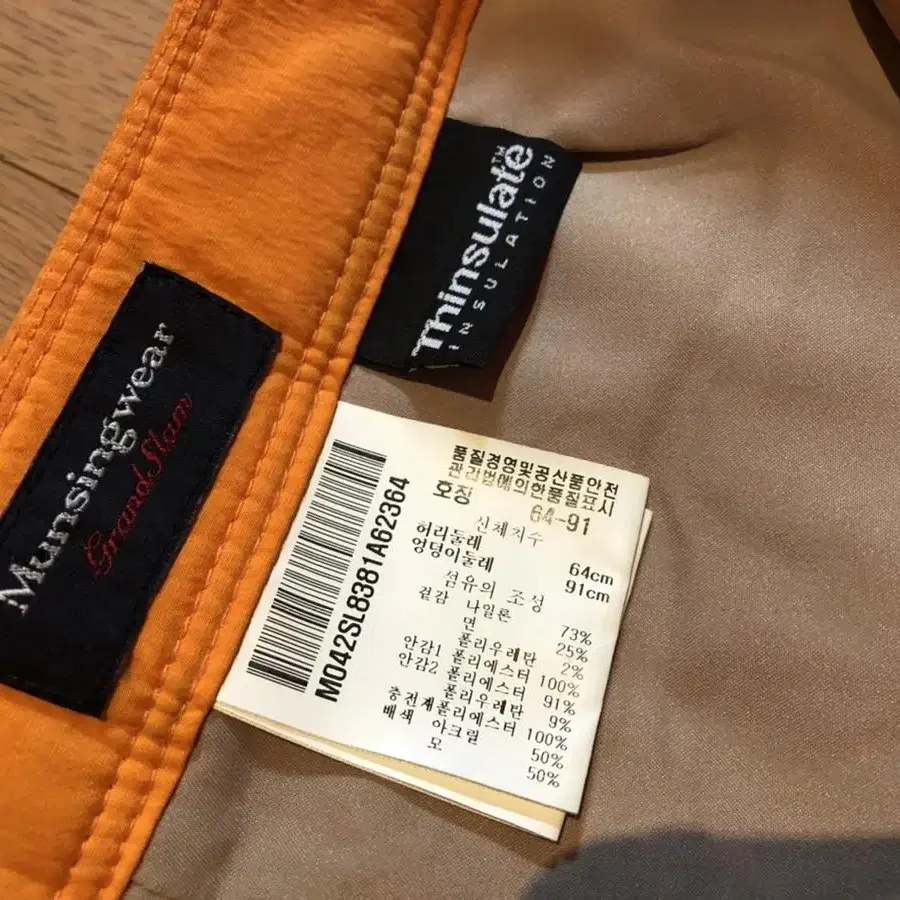 Munsingwear
Grand Slam
Thinsulate™
INSULATION
품질경영및공산품안전
관리법에의한품질표시
호칭 64-91
신체치수
허리둘레 64cm
엉덩이둘레 91cm
섬유의 조성
겉감 나일론 73%
면 25%
폴리우레탄 2%
안감1 폴리에스터 100%
안감2 폴리에스터 91%
폴리우레탄 9%
충전재폴리에스터 100%
배색 아크릴 50%
모 50%
M042SL8381A62364